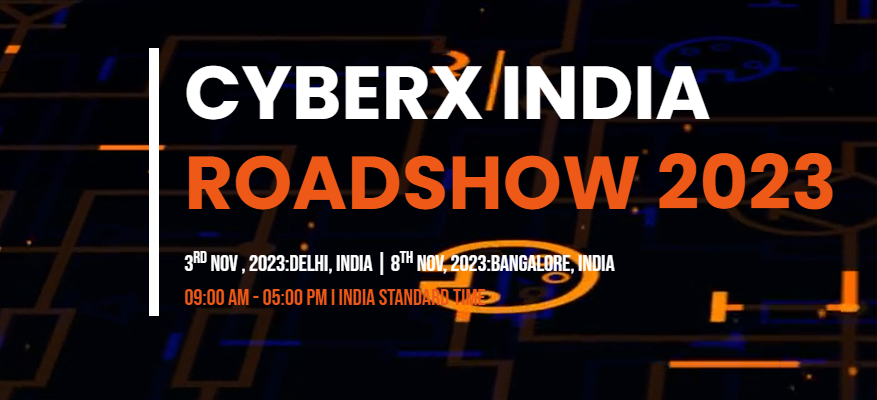 CYBERX INDIA
ROADSHOW 2023
3RD NOV , 2023:DELHI, INDIA | 8TH NOV, 2023:BANGALORE, INDIA
09:00 AM - 05:00 PM I INDIA STANDARD TIME